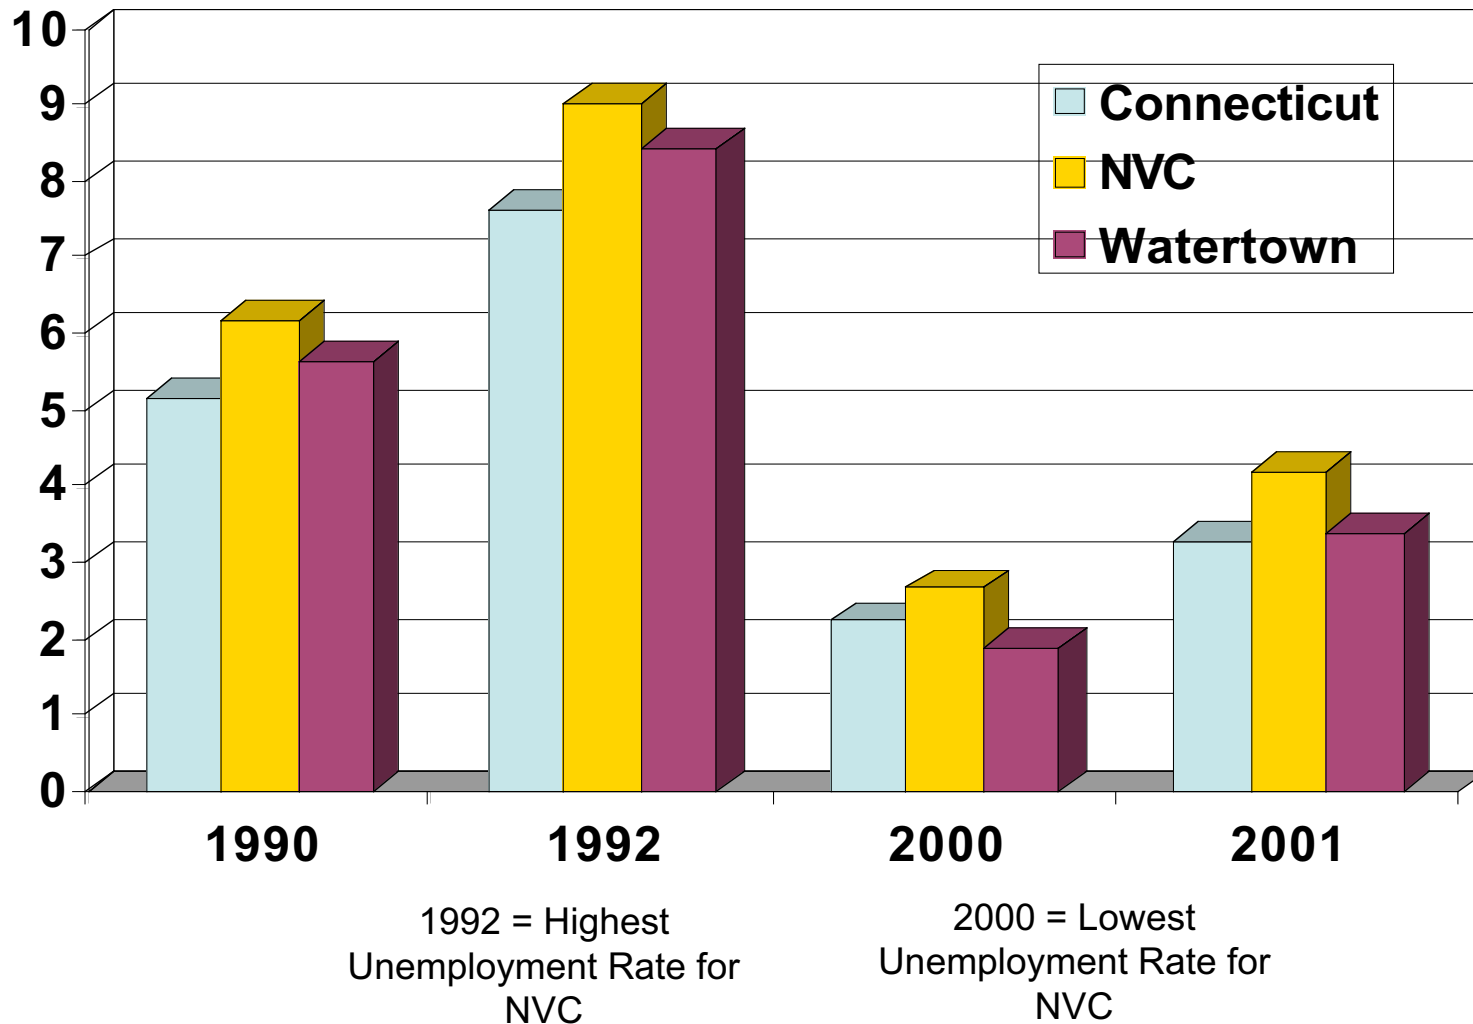 10
9
8
7
6
5
4
3
2
1
0
Connecticut
NVC
Watertown
1990
1992
2000
2001
1992 = Highest
Unemployment Rate for
NVC
2000 = Lowest
Unemployment Rate for
NVC